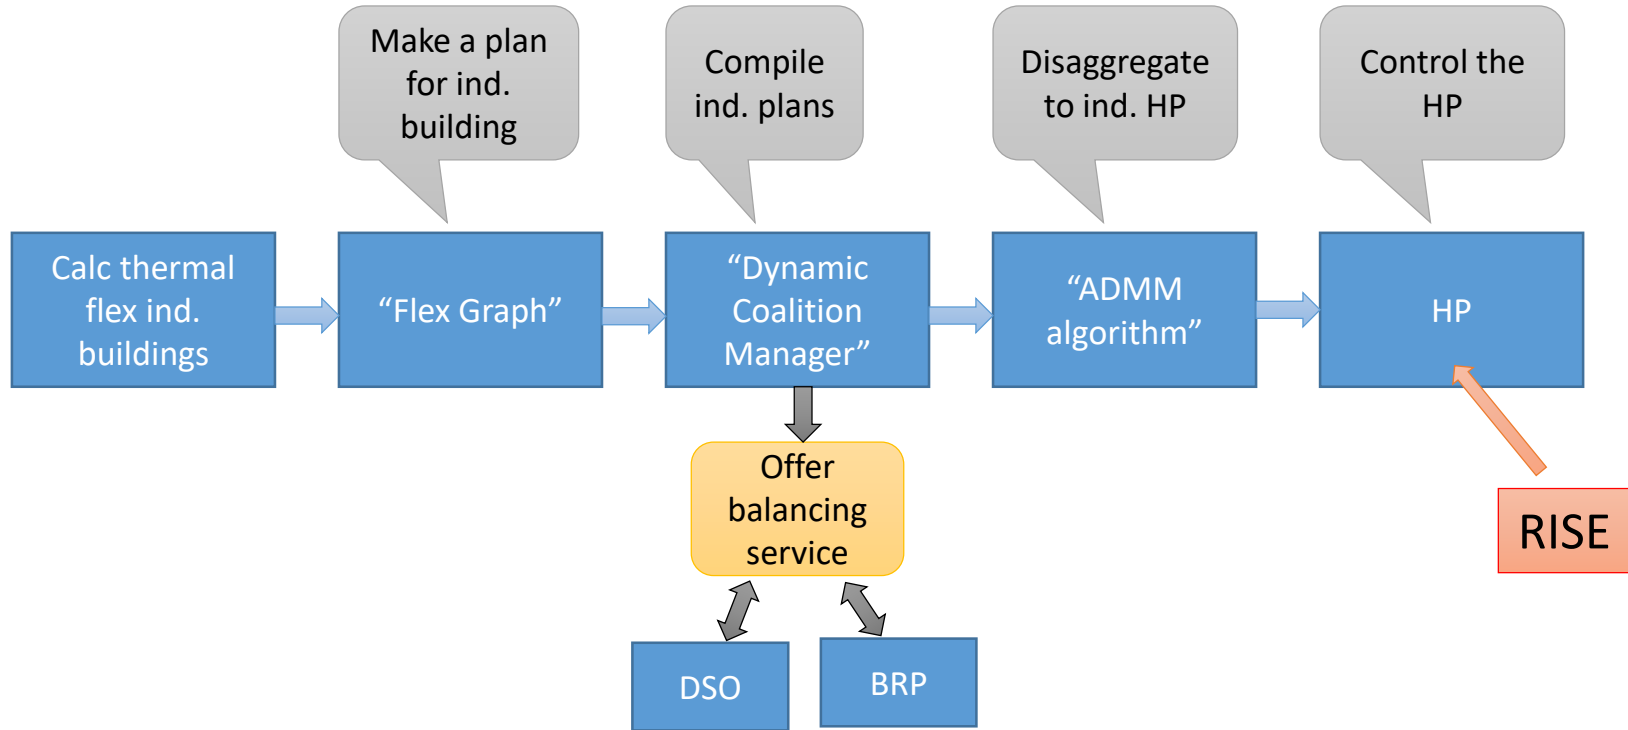 Make a plan
for ind.
building
Compile
ind. plans
Disaggregate
to ind. HP
Control the
HP
Calc thermal
flex ind.
buildings
“Flex Graph”
“Dynamic
Coalition
Manager”
“ADMM
algorithm”
HP
Offer
balancing
service
RISE
DSO
BRP